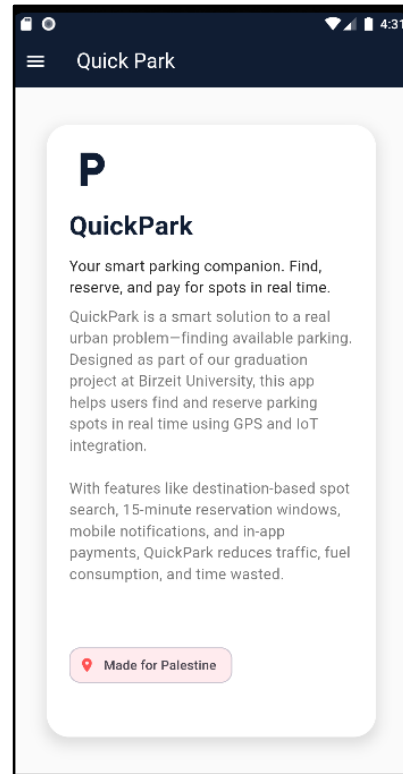 4:31
Quick Park
P
QuickPark
Your smart parking companion. Find,
reserve, and pay for spots in real time.
QuickPark is a smart solution to a real
urban problem—finding available parking.
Designed as part of our graduation
project at Birzeit University, this app
helps users find and reserve parking
spots in real time using GPS and IoT
integration.
With features like destination-based spot
search, 15-minute reservation windows,
mobile notifications, and in-app
payments, QuickPark reduces traffic, fuel
consumption, and time wasted.
Made for Palestine